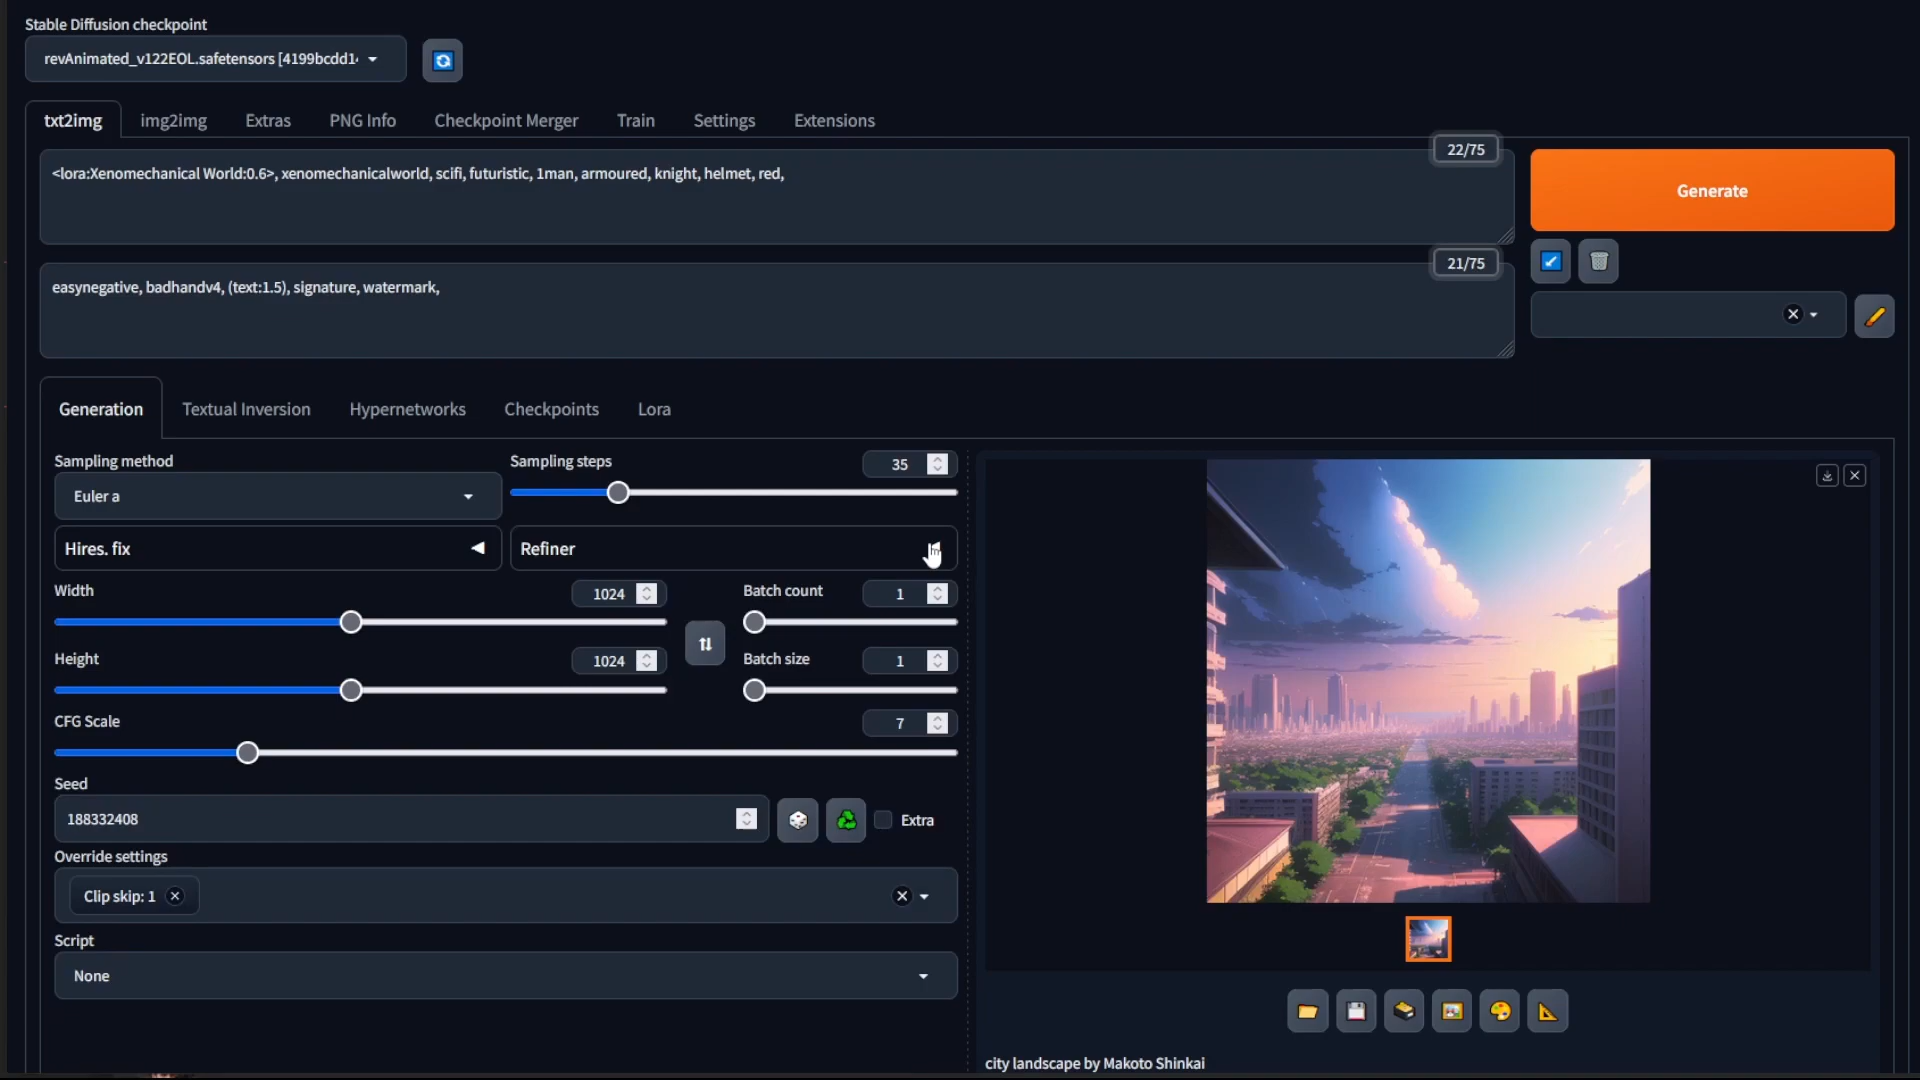 Stable Diffusion checkpoint
revAnimated_v122EOL.safetensors [4199bcdd1
txt2img
img2img
Extras
PNG Info
Checkpoint Merger
Train
Settings
Extensions
22/75
<lora:Xenomechanical World:0.6>, xenomechanicalworld, scifi, futuristic, 1man, armoured, knight, helmet, red,
Generate
21/75
easynegative, badhandv4, (text:1.5), signature, watermark,
Generation
Textual Inversion
Hypernetworks
Checkpoints
Lora
Sampling method
Sampling steps
35
Euler a
Hires. fix
Refiner
Width
1024
Batch count
1
Height
1024
Batch size
1
CFG Scale
7
Seed
188332408
Extra
Override settings
Clip skip: 1
Script
None
city landscape by Makoto Shinkai